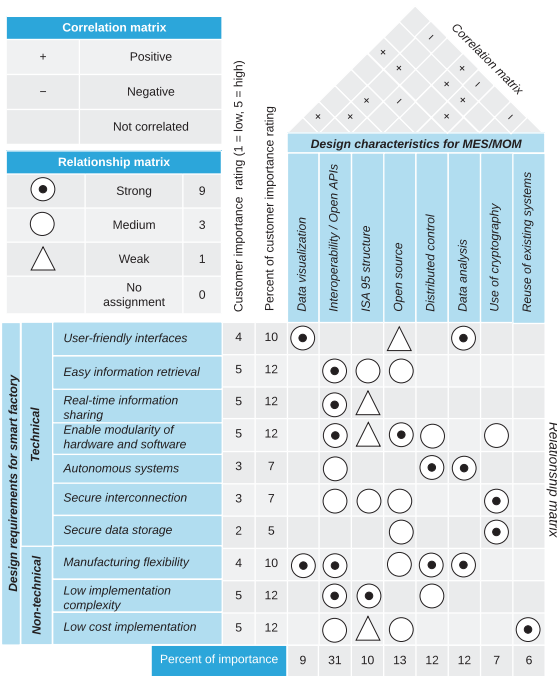 Correlation matrix
+ Positive
− Negative
Not correlated
Relationship matrix
Strong 9
Medium 3
Weak 1
No
assignment 0
Customer importance rating (1 = low, 5 = high)
Percent of customer importance rating
Correlation matrix
−
+
+ + −
+ − + +
+ + + −
Design characteristics for MES/MOM
Data visualization
Interoperability / Open APIs
ISA 95 structure
Open source
Distributed control
Data analysis
Use of cryptography
Reuse of existing systems
Design requirements for smart factory
Technical
Non-technical
User-friendly interfaces 4 10
Easy information retrieval 5 12
Real-time information
sharing 5 12
Enable modularity of
hardware and software 5 12
Autonomous systems 3 7
Secure interconnection 3 7
Secure data storage 2 5
Manufacturing flexibility 4 10
Low implementation
complexity 5 12
Low cost implementation 5 12
Relationship matrix
Percent of importance 9 31 10 13 12 12 7 6